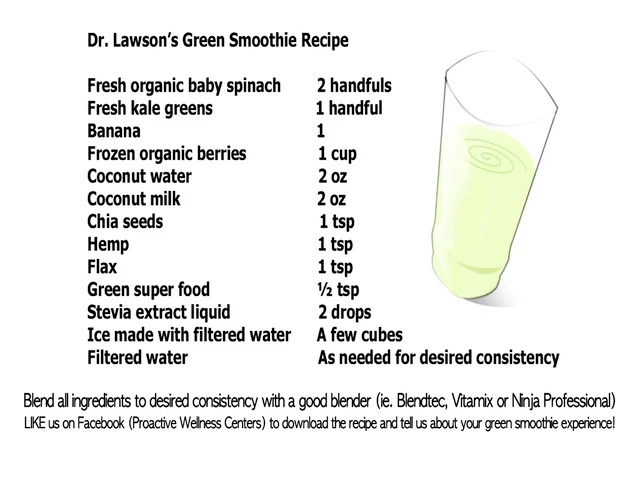 Dr. Lawson's Green Smoothie Recipe
Fresh organic baby spinach 2 handfuls
Fresh kale greens 1 handful
Banana 1
Frozen organic berries 1 cup
Coconut water 2 oz
Coconut milk 2 oz
Chia seeds 1 tsp
Hemp 1 tsp
Flax 1 tsp
Green super food ½ tsp
Stevia extract liquid 2 drops
Ice made with filtered water A few cubes
Filtered water As needed for desired consistency
Blend all ingredients to desired consistency with a good blender (ie. Blendtec, Vitamix or Ninja Professional)
LIKE us on Facebook (Proactive Wellness Centers) to download the recipe and tell us about your green smoothie experience!